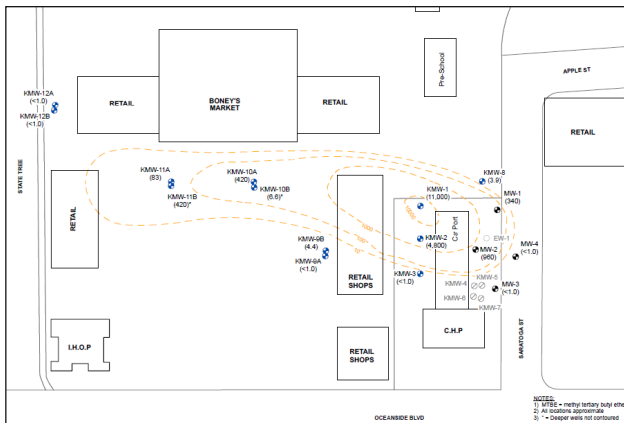 Pre-School
APPLE ST
KMW-12A
(<1.0)
KMW-12B
(<1.0)
RETAIL
BONEY'S
MARKET
RETAIL
RETAIL
STATE TREE
KMW-11A
(83)
KMW-11B
(420)*
KMW-10A
(420)
KMW-10B
(6.6)*
KMW-8
(3.9)
KMW-1
(11,000)
MW-1
(340)
RETAIL
10000
1000
100
10
Car Port
EW-1
KMW-2
(4,800)
MW-2
(960)
MW-4
(<1.0)
KMW-9B
(4.4)
KMW-9A
(<1.0)
RETAIL
SHOPS
KMW-3
(<1.0)
KMW-5
KMW-4
KMW-6
KMW-7
MW-3
(<1.0)
C.H.P
SARATOGA ST
I.H.O.P
RETAIL
SHOPS
OCEANSIDE BLVD
NOTES:
1) MTBE = methyl tertiary butyl ethe
2) All locations approximate
3) * = Deeper wells not contoured